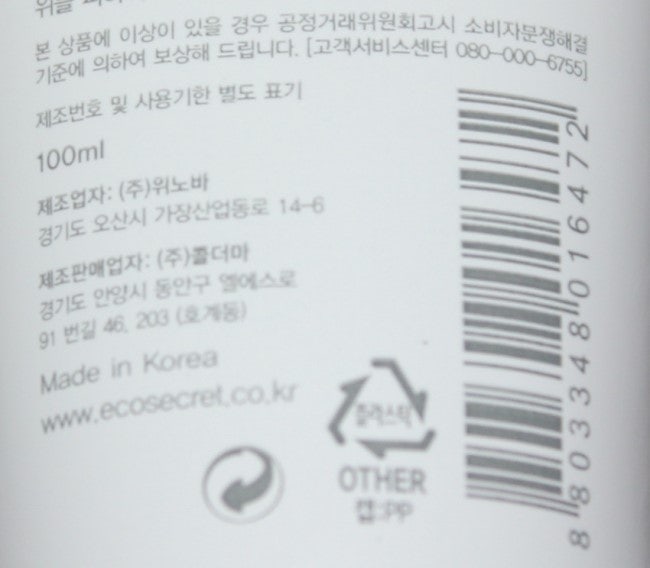 본 상품에 이상이 있을 경우 공정거래위원회고시 소비자분쟁해결
기준에 의하여 보상해 드립니다. [고객서비스센터 080-000-6755]
제조번호 및 사용기한 별도 표기
100ml
제조업자: (주)위노바
경기도 오산시 가장산업동로 14-6
제조판매업자: (주)콜더마
경기도 안양시 동안구 엘에스로
91 번길 46, 203 (호계동)
Made in Korea
www.ecosecret.co.kr
플라스틱
OTHER
캡:PP
8 803348 016472